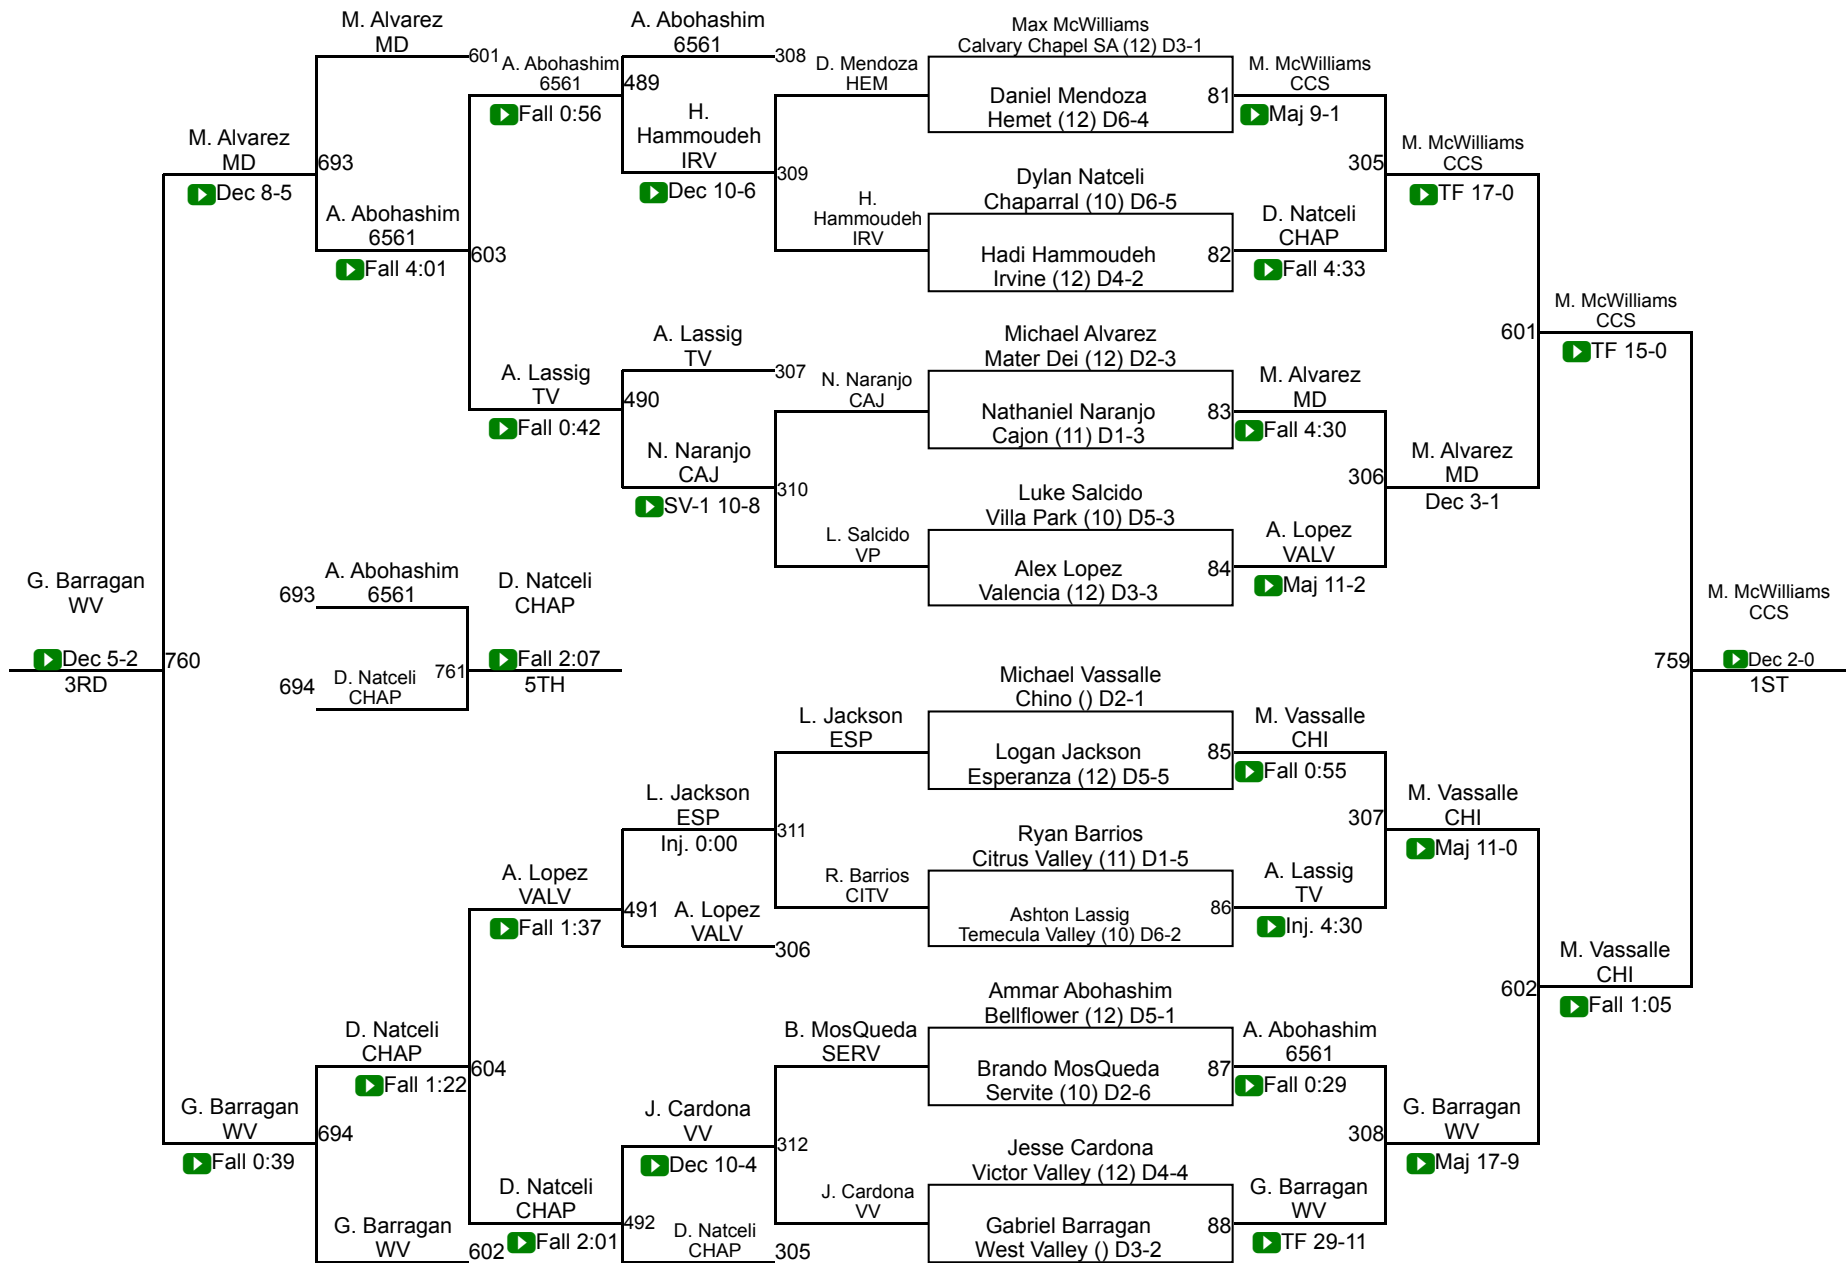 M. Alvarez
MD
601
A. Abohashim
6561
Fall 0:56
A. Abohashim
6561
308
489
H.
Hammoudeh
IRV
Dec 10-6
309
D. Mendoza
HEM
Max McWilliams
Calvary Chapel SA (12) D3-1
Daniel Mendoza
Hemet (12) D6-4
81
M. McWilliams
CCS
Maj 9-1
M. Alvarez
MD
Dec 8-5
693
A. Abohashim
6561
Fall 4:01
603
H.
Hammoudeh
IRV
Dylan Natceli
Chaparral (10) D6-5
Hadi Hammoudeh
Irvine (12) D4-2
82
D. Natceli
CHAP
Fall 4:33
305
M. McWilliams
CCS
TF 17-0
A. Lassig
TV
Fall 0:42
A. Lassig
TV
307
490
N. Naranjo
CAJ
SV-1 10-8
310
N. Naranjo
CAJ
Michael Alvarez
Mater Dei (12) D2-3
Nathaniel Naranjo
Cajon (11) D1-3
83
M. Alvarez
MD
Fall 4:30
306
M. Alvarez
MD
Dec 3-1
601
M. McWilliams
CCS
TF 15-0
L. Salcido
VP
Luke Salcido
Villa Park (10) D5-3
Alex Lopez
Valencia (12) D3-3
84
A. Lopez
VALV
Maj 11-2
G. Barragan
WV
Dec 5-2
3RD
760
693
A. Abohashim
6561
694
D. Natceli
CHAP
761
D. Natceli
CHAP
Fall 2:07
5TH
759
M. McWilliams
CCS
Dec 2-0
1ST
L. Jackson
ESP
Michael Vassalle
Chino () D2-1
Logan Jackson
Esperanza (12) D5-5
85
M. Vassalle
CHI
Fall 0:55
L. Jackson
ESP
Inj. 0:00
311
R. Barrios
CITV
Ryan Barrios
Citrus Valley (11) D1-5
Ashton Lassig
Temecula Valley (10) D6-2
86
A. Lassig
TV
Inj. 4:30
307
M. Vassalle
CHI
Maj 11-0
A. Lopez
VALV
Fall 1:37
491
A. Lopez
VALV
306
602
M. Vassalle
CHI
Fall 1:05
D. Natceli
CHAP
Fall 1:22
604
B. MosQueda
SERV
Ammar Abohashim
Bellflower (12) D5-1
Brando MosQueda
Servite (10) D2-6
87
A. Abohashim
6561
Fall 0:29
G. Barragan
WV
Fall 0:39
694
J. Cardona
VV
Dec 10-4
312
J. Cardona
VV
Jesse Cardona
Victor Valley (12) D4-4
Gabriel Barragan
West Valley () D3-2
88
G. Barragan
WV
TF 29-11
308
G. Barragan
WV
Maj 17-9
G. Barragan
WV
602
D. Natceli
CHAP
Fall 2:01
492
D. Natceli
CHAP
305